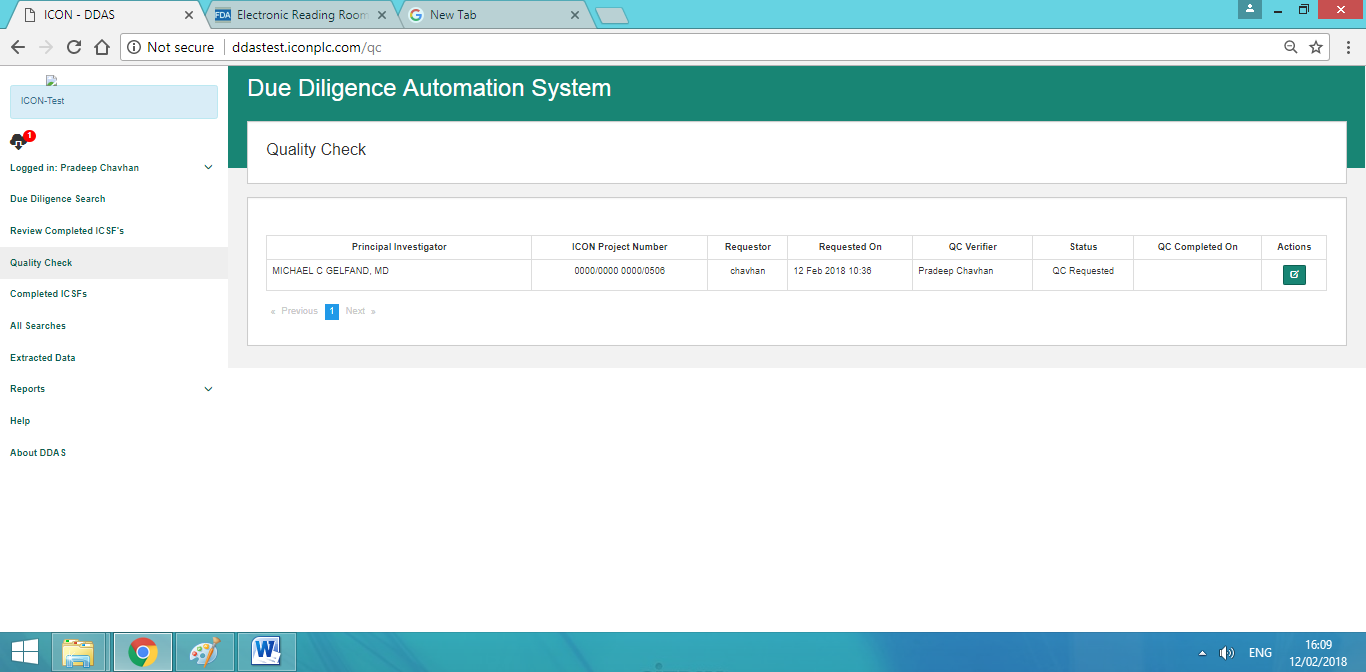 ICON - DDAS
FDA Electronic Reading Room
New Tab
Not secure
ddastest.iconplc.com/qc
ICON-Test
1
Logged in: Pradeep Chavhan
Due Diligence Search
Review Completed ICSF's
Quality Check
Completed ICSFs
All Searches
Extracted Data
Reports
Help
About DDAS
Due Diligence Automation System
Quality Check
Principal Investigator ICON Project Number Requestor Requested On QC Verifier Status QC Completed On Actions
MICHAEL C GELFAND, MD 0000/0000 0000/0506 chavhan 12 Feb 2018 10:36 Pradeep Chavhan QC Requested
« Previous 1 Next »
ENG
16:09
12/02/2018